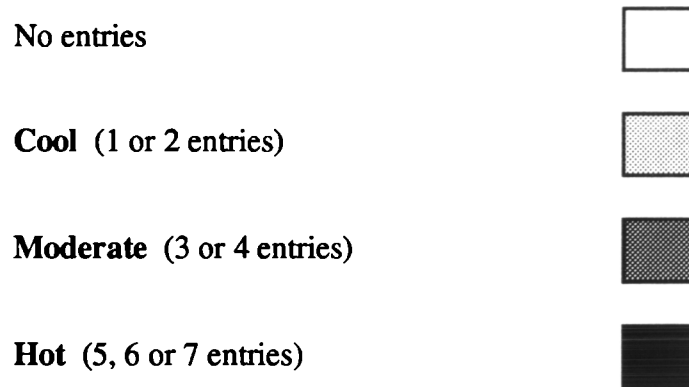 No entries
Cool (1 or 2 entries)
Moderate (3 or 4 entries)
Hot (5, 6 or 7 entries)